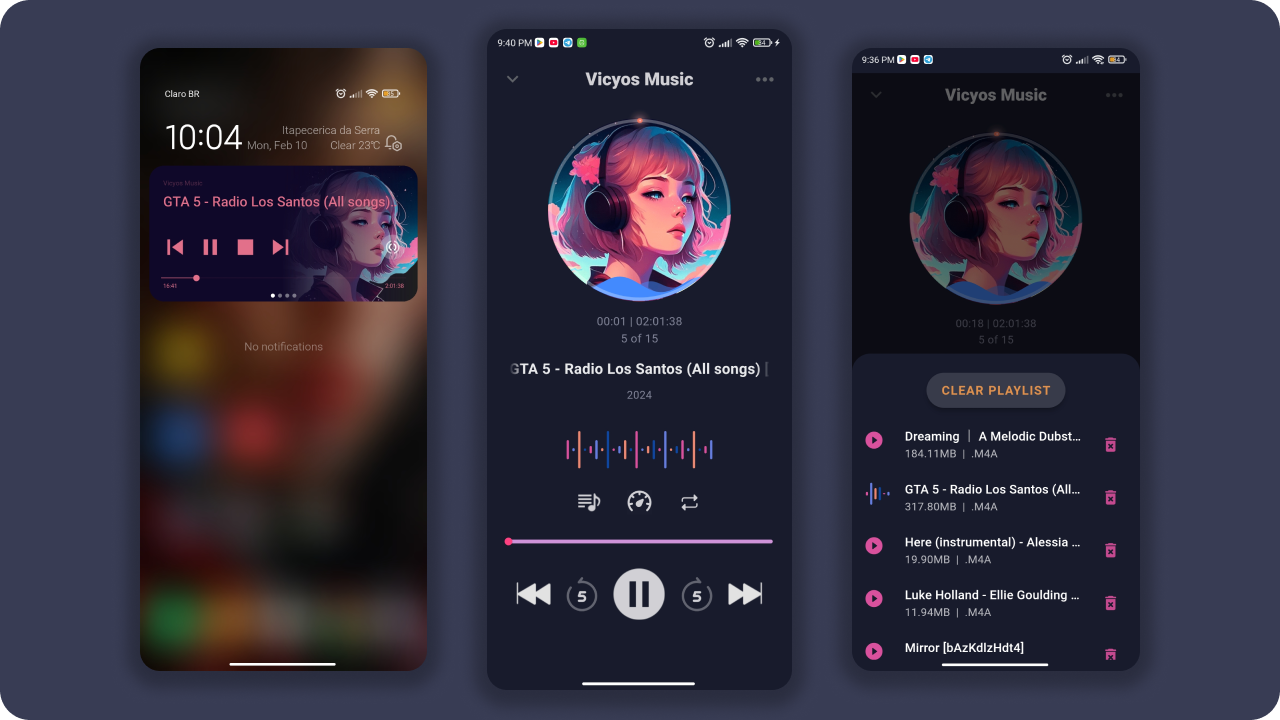 Claro BR
10:04
Itapecerica da Serra
Mon, Feb 10 Clear 23°C
Vicyos Music
GTA 5 - Radio Los Santos (All songs)
16:41 2:01:38
No notifications
9:40 PM
Vicyos Music
00:01 | 02:01:38
5 of 15
GTA 5 - Radio Los Santos (All songs) |
2024
5 5
9:36 PM
Vicyos Music
00:18 | 02:01:38
5 of 15
CLEAR PLAYLIST
Dreaming | A Melodic Dubst...
184.11MB | .M4A
GTA 5 - Radio Los Santos (All...
317.80MB | .M4A
Here (instrumental) - Alessia ...
19.90MB | .M4A
Luke Holland - Ellie Goulding ...
11.94MB | .M4A
Mirror [bAzKdlzHdt4]